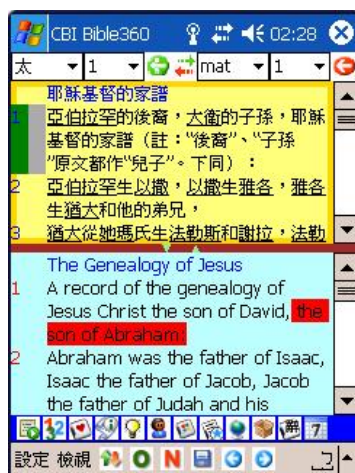 CBI Bible360 02:28
太 1 mat 1
耶穌基督的家譜
1 亞伯拉罕的後裔，大衛的子孫，耶穌
基督的家譜（註：“後裔”、“子孫
”原文都作“兒子”。下同）：
2 亞伯拉罕生以撒，以撒生雅各，雅各
生猶大和他的弟兄，
3 猶大從她瑪氏生法勒斯和謝拉，法勒
The Genealogy of Jesus
1 A record of the genealogy of
Jesus Christ the son of David, the
son of Abraham:
2 Abraham was the father of Isaac,
Isaac the father of Jacob, Jacob
the father of Judah and his
設定 檢視 O N